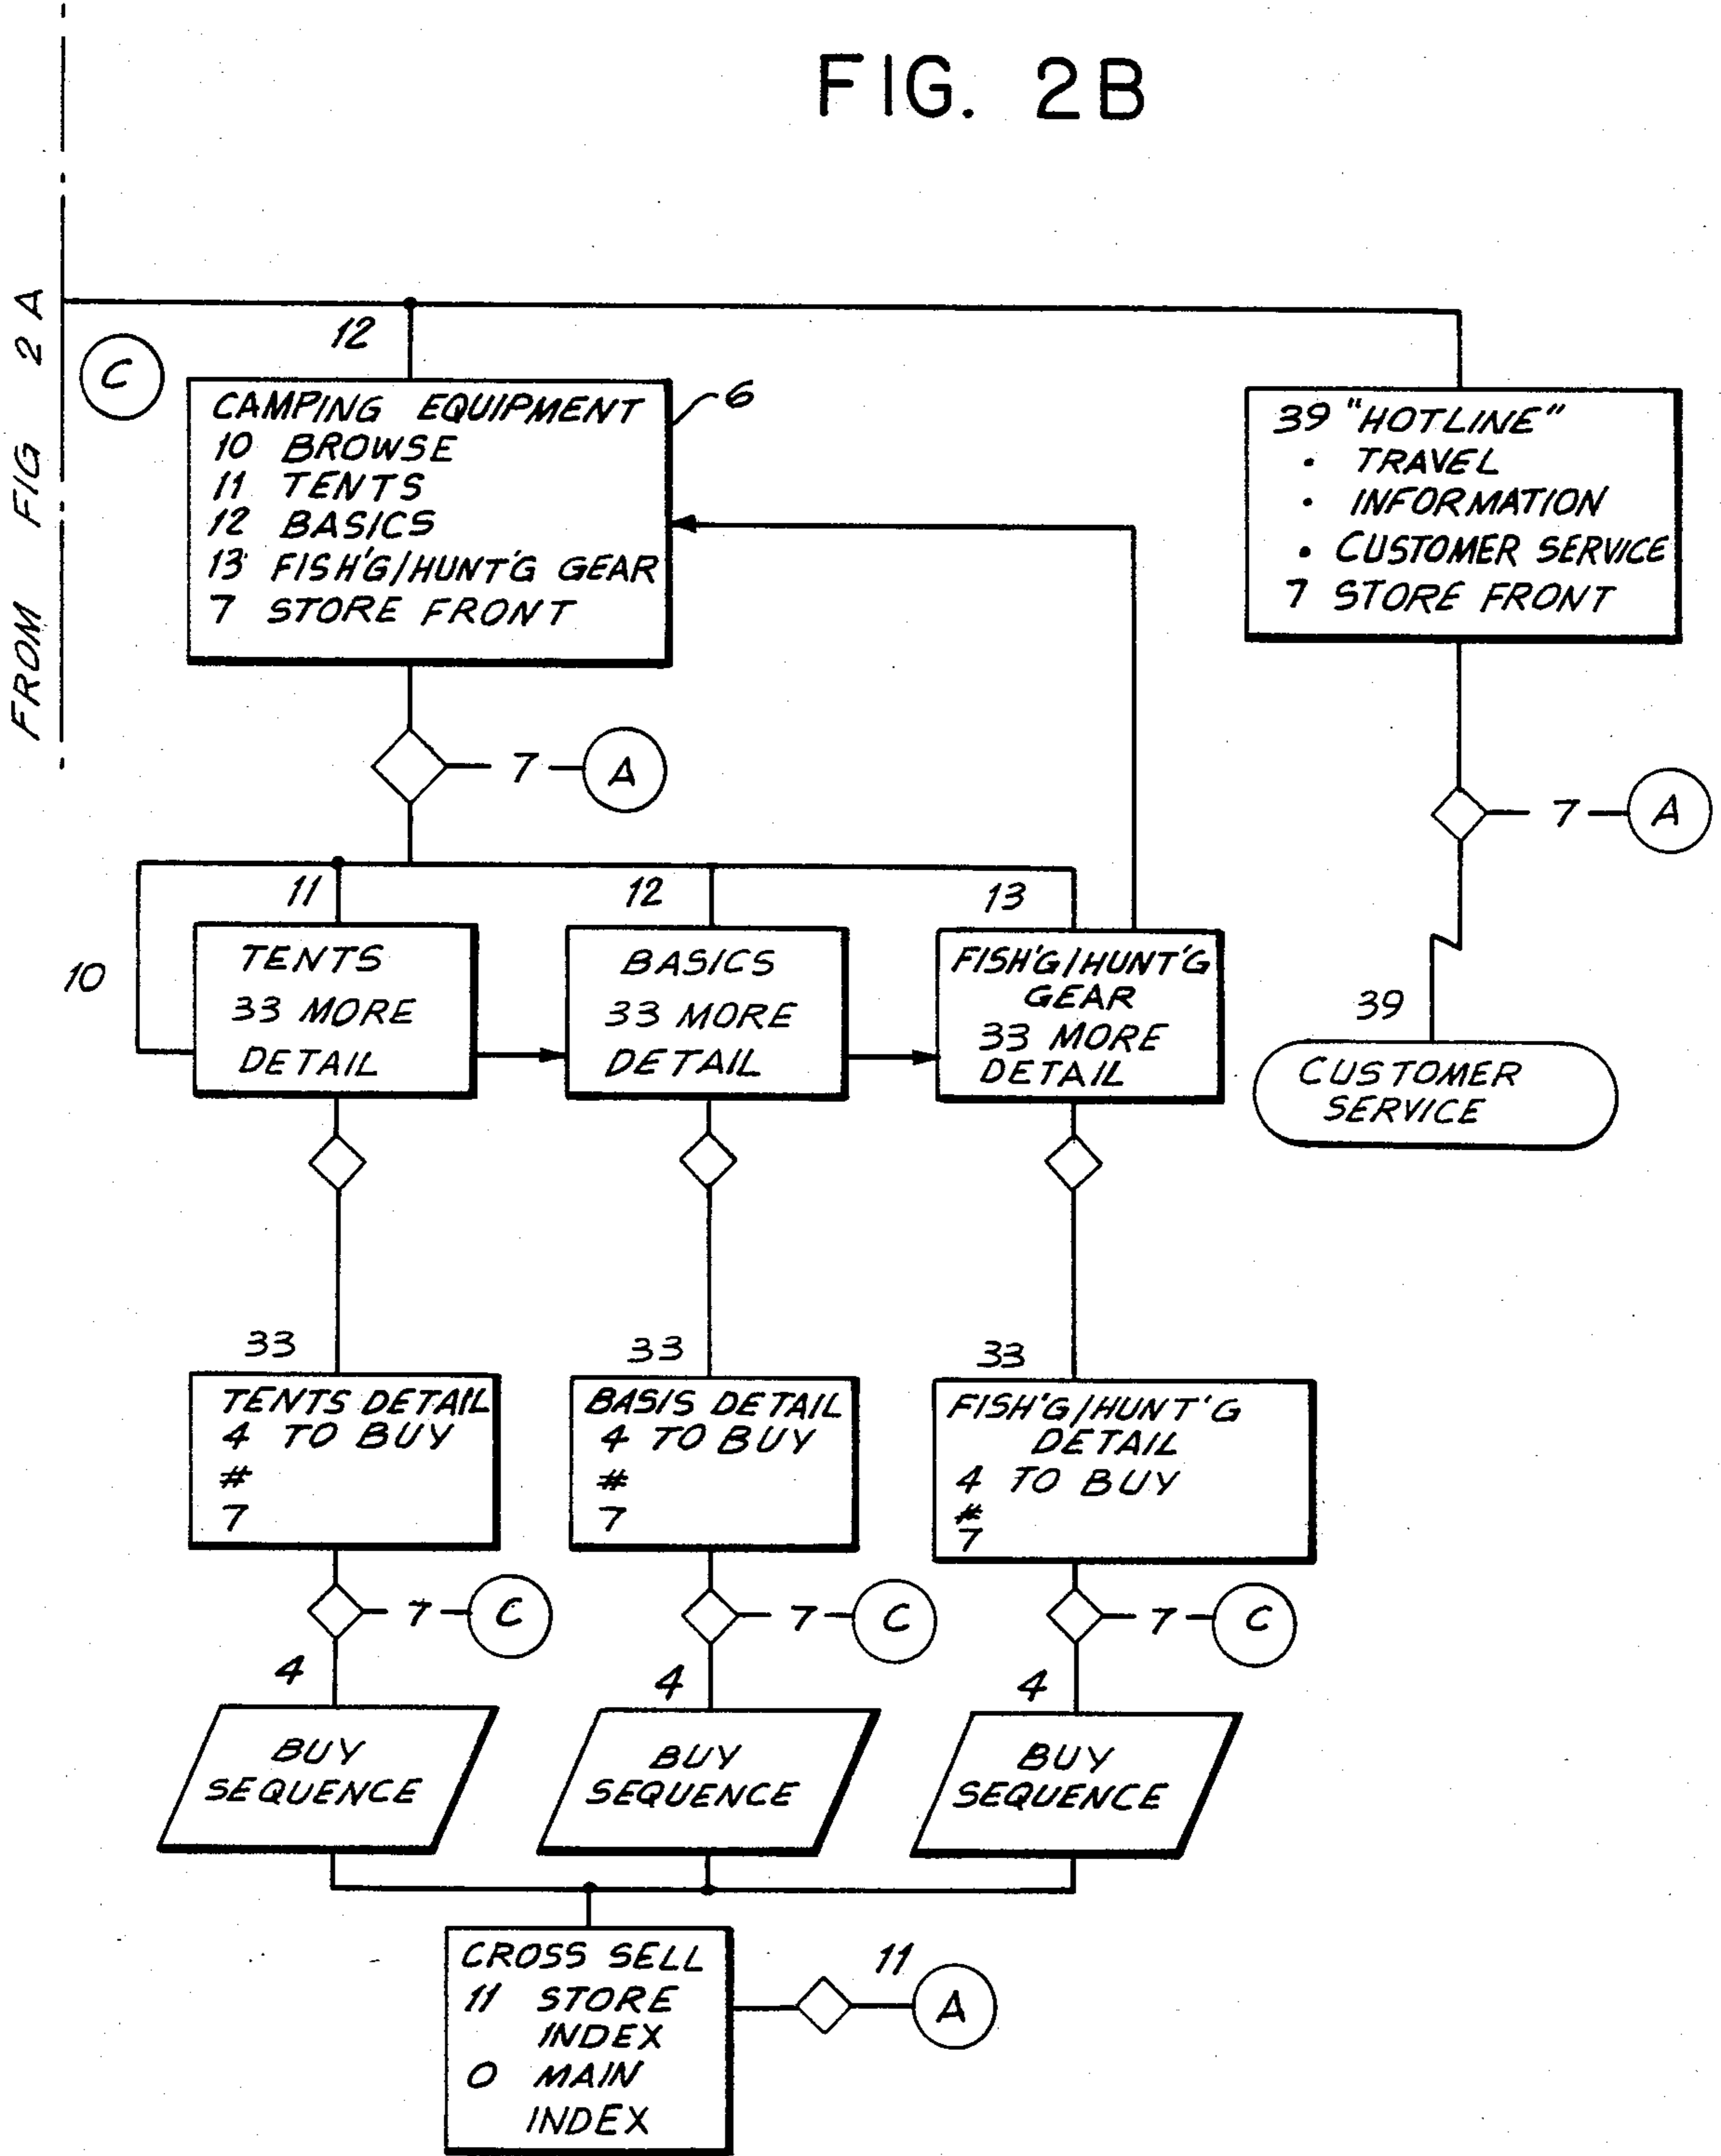 FIG. 2B
FROM FIG 2A
C
12
CAMPING EQUIPMENT
10 BROWSE
11 TENTS
12 BASICS
13 FISH'G/HUNT'G GEAR
7 STORE FRONT
6
39 "HOTLINE"
• TRAVEL
• INFORMATION
• CUSTOMER SERVICE
7 STORE FRONT
7
A
7
A
10
11
TENTS
33 MORE
DETAIL
12
BASICS
33 MORE
DETAIL
13
FISH'G/HUNT'G
GEAR
33 MORE
DETAIL
39
CUSTOMER
SERVICE
33
TENTS DETAIL
4 TO BUY
#
7
33
BASIS DETAIL
4 TO BUY
#
7
33
FISH'G/HUNT'G
DETAIL
4 TO BUY
#
7
7
C
7
C
7
C
4
BUY
SEQUENCE
4
BUY
SEQUENCE
4
BUY
SEQUENCE
CROSS SELL
11 STORE
INDEX
0 MAIN
INDEX
11
A